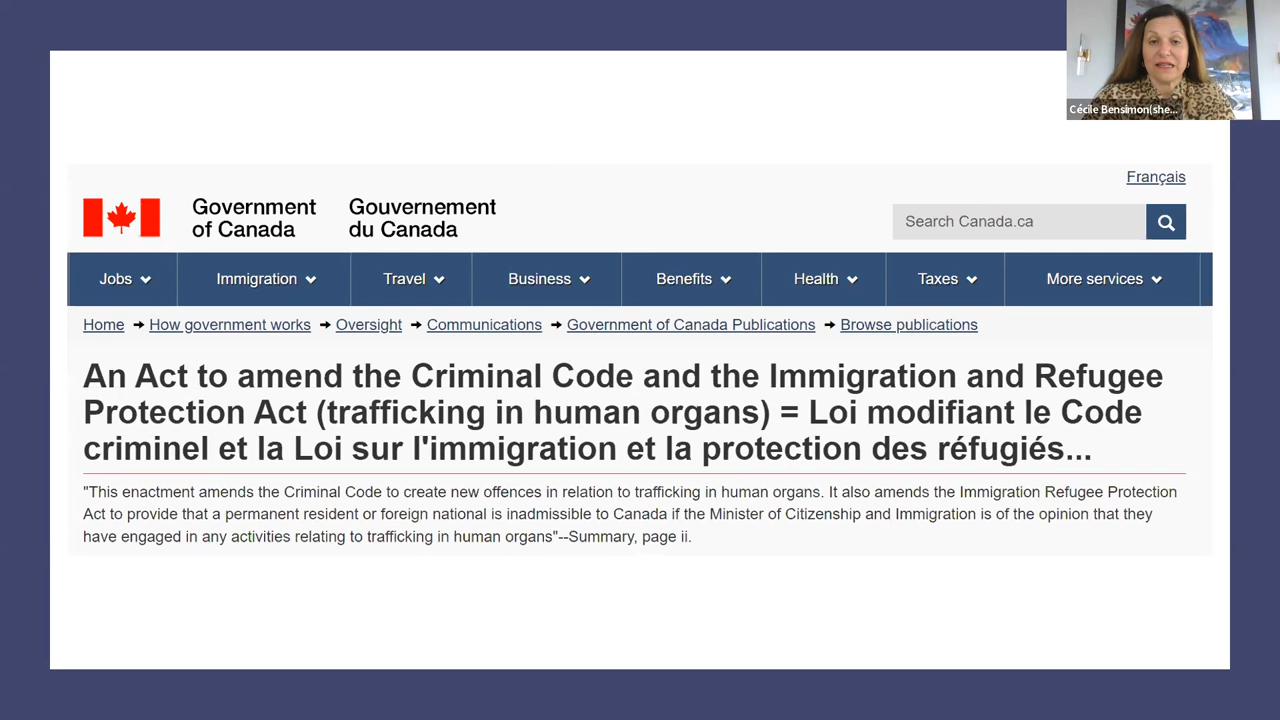 Cécile Bensimon(she...
Français
Government of Canada
Gouvernement du Canada
Search Canada.ca
Jobs
Immigration
Travel
Business
Benefits
Health
Taxes
More services
Home → How government works → Oversight → Communications → Government of Canada Publications → Browse publications
An Act to amend the Criminal Code and the Immigration and Refugee
Protection Act (trafficking in human organs) = Loi modifiant le Code
criminel et la Loi sur l'immigration et la protection des réfugiés...
"This enactment amends the Criminal Code to create new offences in relation to trafficking in human organs. It also amends the Immigration Refugee Protection
Act to provide that a permanent resident or foreign national is inadmissible to Canada if the Minister of Citizenship and Immigration is of the opinion that they
have engaged in any activities relating to trafficking in human organs"--Summary, page ii.